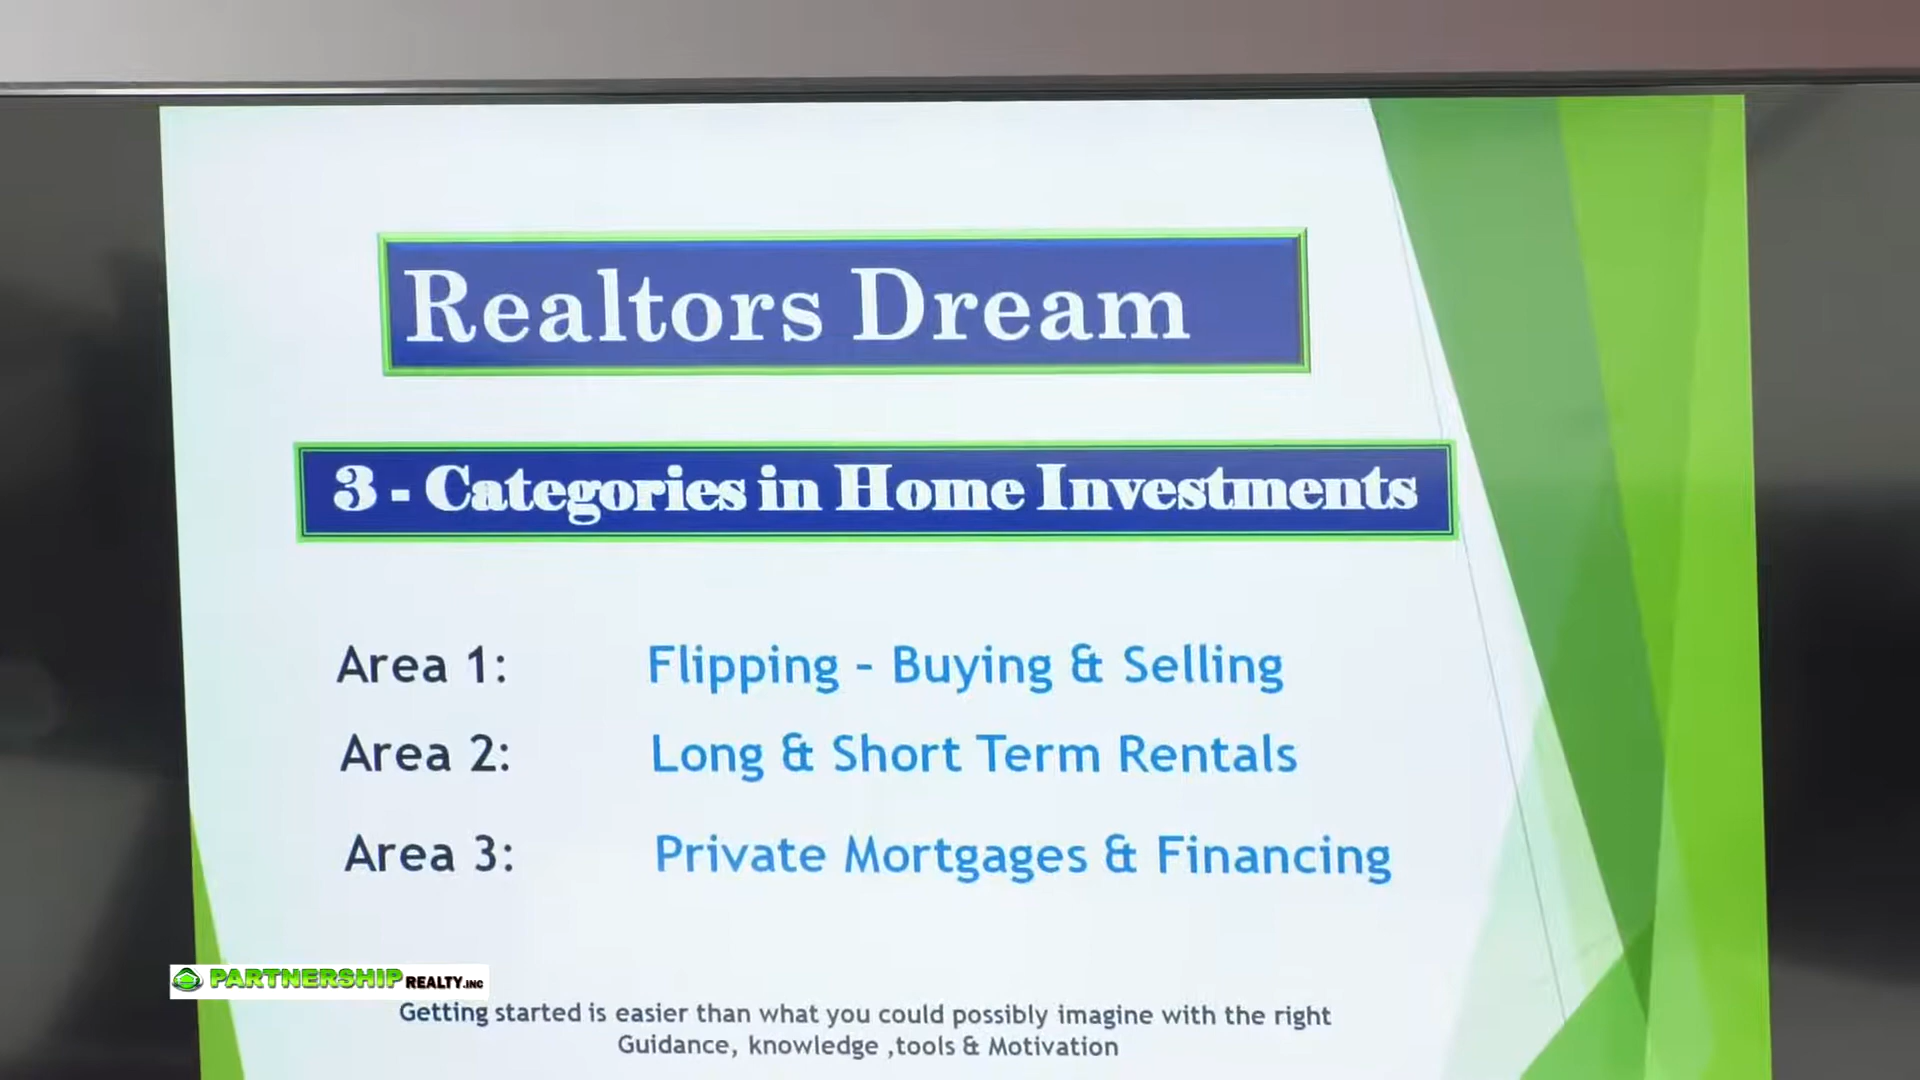 Realtors Dream
3 - Categories in Home Investments
Area 1: Flipping - Buying & Selling
Area 2: Long & Short Term Rentals
Area 3: Private Mortgages & Financing
PARTNERSHIP REALTY.INC
Getting started is easier than what you could possibly imagine with the right
Guidance, knowledge ,tools & Motivation